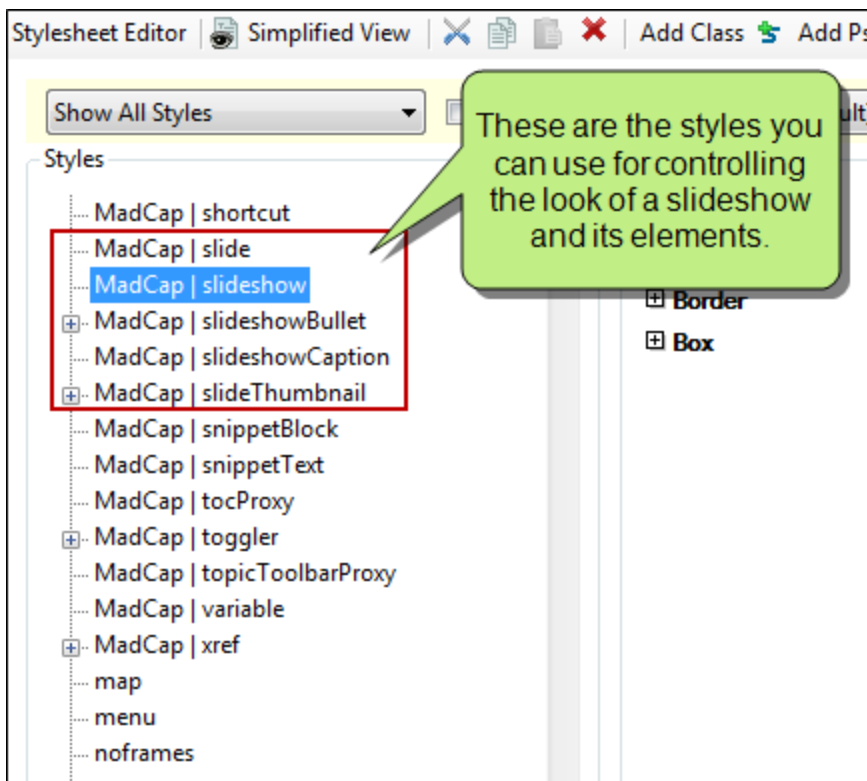 Stylesheet Editor Simplified View Add Class Add Ps
Show All Styles
These are the styles you
can use for controlling
the look of a slideshow
and its elements.
ult)
Styles
MadCap | shortcut
MadCap | slide
MadCap | slideshow
MadCap | slideshowBullet
MadCap | slideshowCaption
MadCap | slideThumbnail
MadCap | snippetBlock
MadCap | snippetText
MadCap | tocProxy
MadCap | toggler
MadCap | topicToolbarProxy
MadCap | variable
MadCap | xref
map
menu
noframes
Border
Box